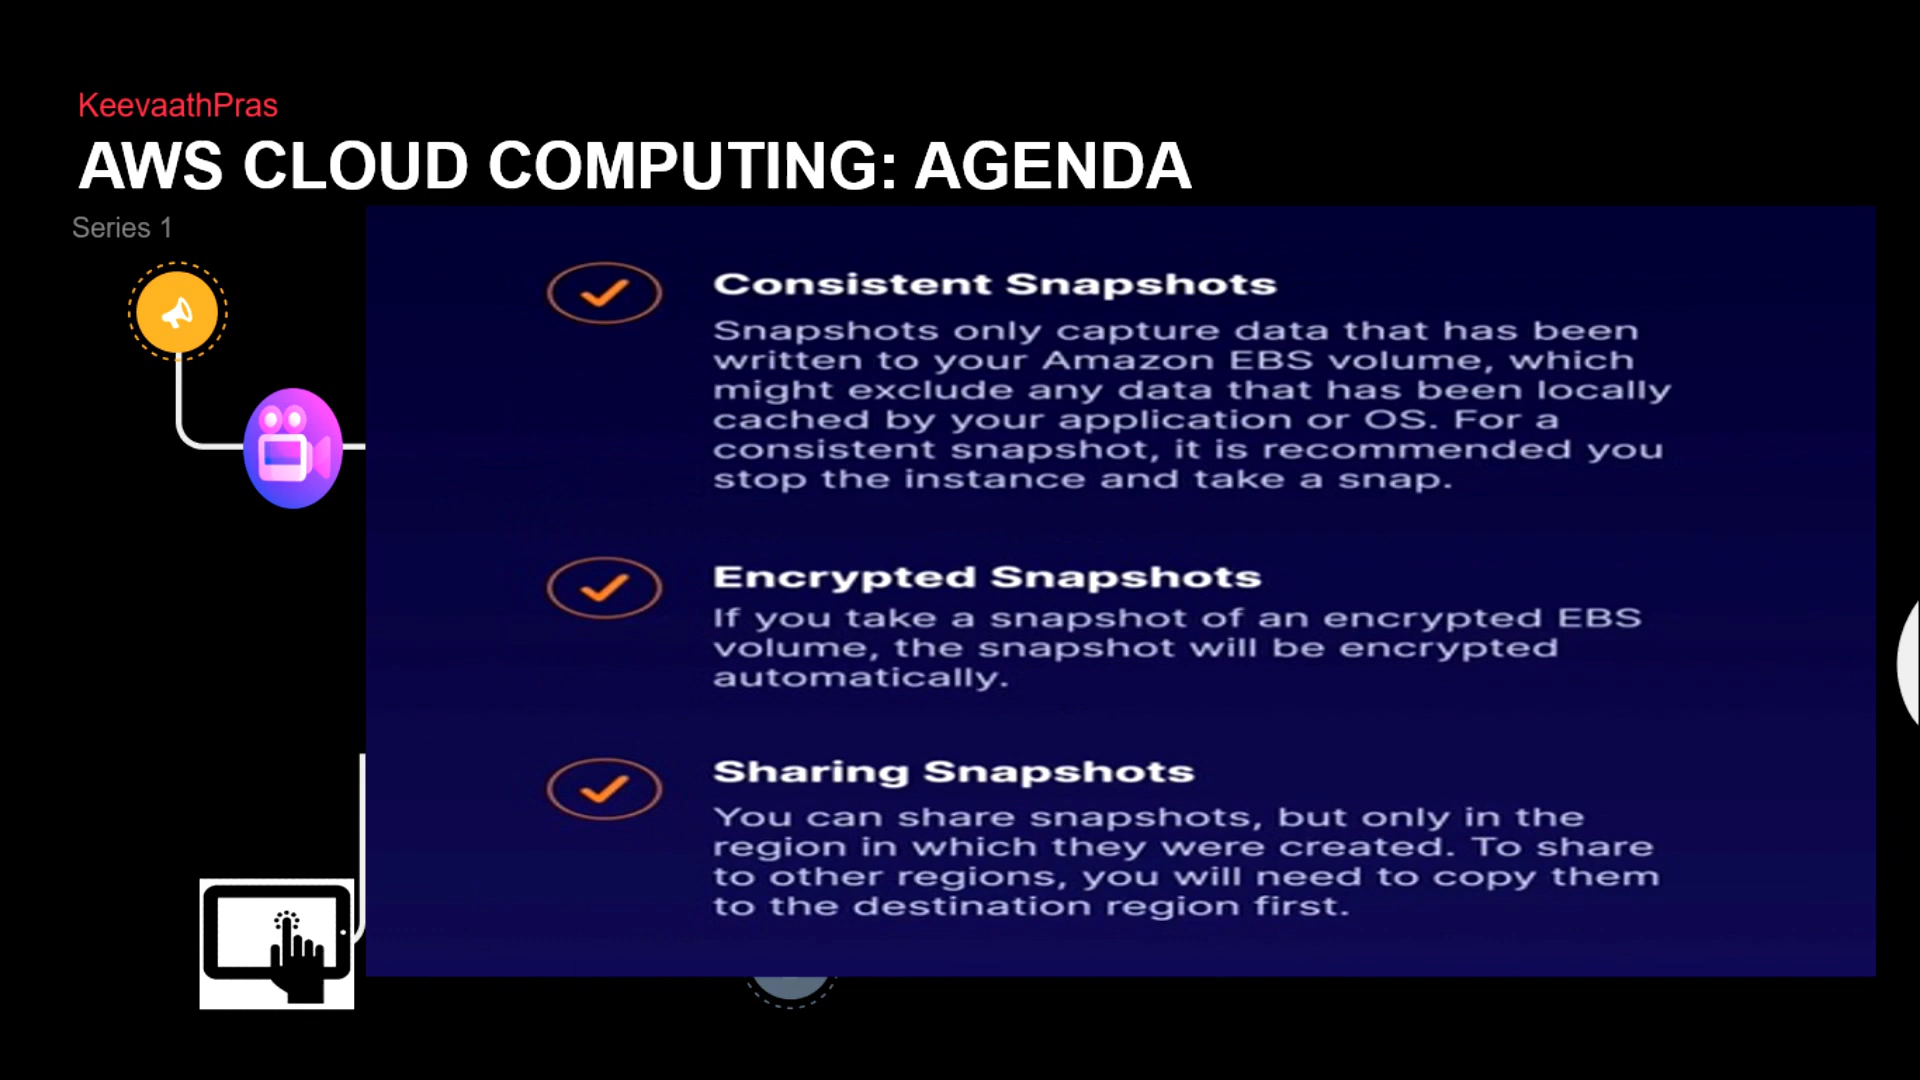 KeevaathPras
AWS CLOUD COMPUTING: AGENDA
Series 1
Consistent Snapshots
Snapshots only capture data that has been
written to your Amazon EBS volume, which
might exclude any data that has been locally
cached by your application or OS. For a
consistent snapshot, it is recommended you
stop the instance and take a snap.
Encrypted Snapshots
If you take a snapshot of an encrypted EBS
volume, the snapshot will be encrypted
automatically.
Sharing Snapshots
You can share snapshots, but only in the
region in which they were created. To share
to other regions, you will need to copy them
to the destination region first.